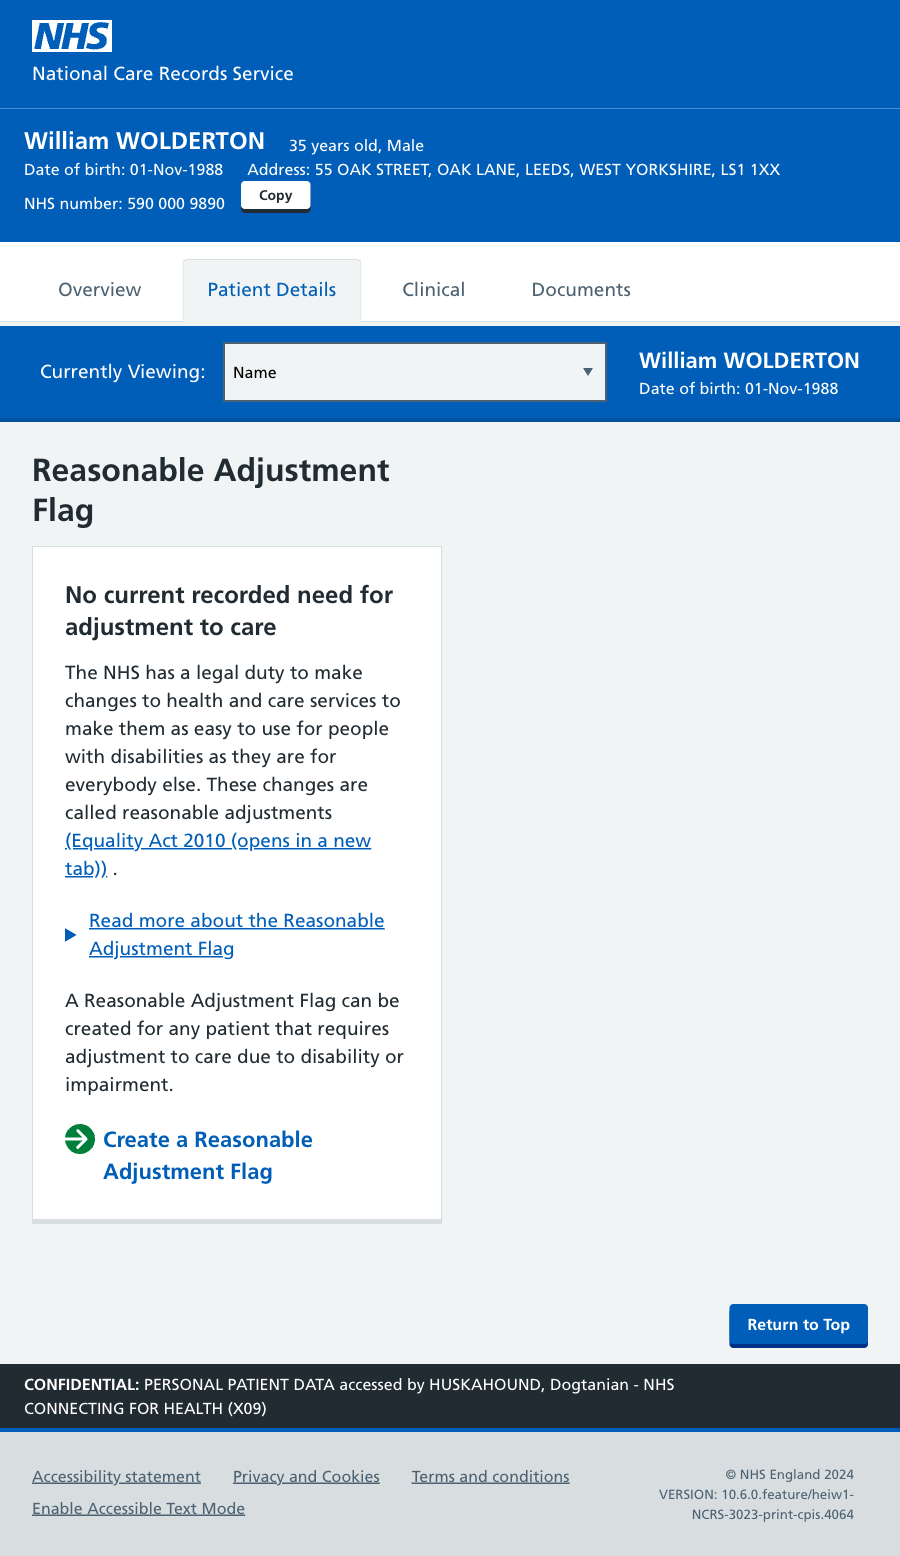 NHS
National Care Records Service
William WOLDERTON 35 years old, Male
Date of birth: 01-Nov-1988 Address: 55 OAK STREET, OAK LANE, LEEDS, WEST YORKSHIRE, LS1 1XX
NHS number: 590 000 9890 Copy
Overview Patient Details Clinical Documents
Currently Viewing: Name
William WOLDERTON
Date of birth: 01-Nov-1988
Reasonable Adjustment
Flag
No current recorded need for
adjustment to care
The NHS has a legal duty to make
changes to health and care services to
make them as easy to use for people
with disabilities as they are for
everybody else. These changes are
called reasonable adjustments
(Equality Act 2010 (opens in a new
tab)) .
Read more about the Reasonable
Adjustment Flag
A Reasonable Adjustment Flag can be
created for any patient that requires
adjustment to care due to disability or
impairment.
Create a Reasonable
Adjustment Flag
Return to Top
CONFIDENTIAL: PERSONAL PATIENT DATA accessed by HUSKAHOUND, Dogtanian - NHS
CONNECTING FOR HEALTH (X09)
Accessibility statement Privacy and Cookies Terms and conditions
Enable Accessible Text Mode
© NHS England 2024
VERSION: 10.6.0.feature/heiw1-
NCRS-3023-print-cpis.4064